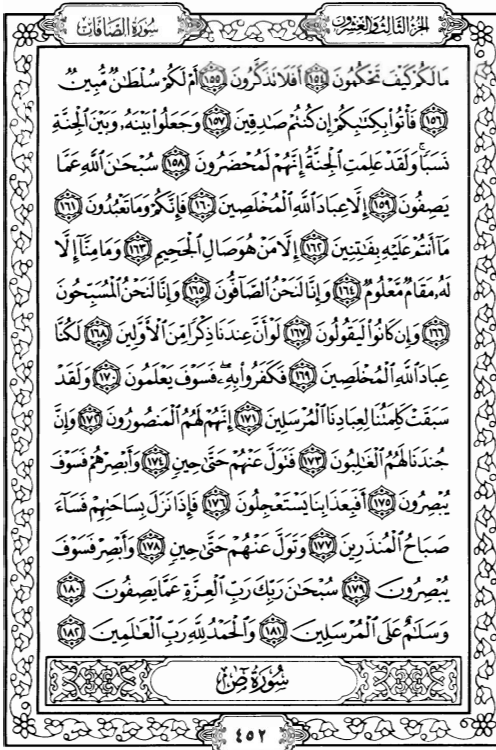 سورة الصافات
الجزء الثالث والعشرون
مَا لَكُمْ كَيْفَ تَحْكُمُونَ ١٥٤ أَفَلَا تَذَكَّرُونَ ١٥٥ أَمْ لَكُمْ سُلْطَانٌ مُّبِينٌ
١٥٦ فَأْتُوا بِكِتَابِكُمْ إِن كُنتُمْ صَادِقِينَ ١٥٧ وَجَعَلُوا بَيْنَهُ وَبَيْنَ الْجِنَّةِ
نَسَبًا وَلَقَدْ عَلِمَتِ الْجِنَّةُ إِنَّهُمْ لَمُحْضَرُونَ ١٥٨ سُبْحَانَ اللَّهِ عَمَّا
يَصِفُونَ ١٥٩ إِلَّا عِبَادَ اللَّهِ الْمُخْلَصِينَ ١٦٠ فَإِنَّكُمْ وَمَا تَعْبُدُونَ ١٦١
مَا أَنتُمْ عَلَيْهِ بِفَاتِنِينَ ١٦٢ إِلَّا مَنْ هُوَ صَالِ الْجَحِيمِ ١٦٣ وَمَا مِنَّا إِلَّا
لَهُ مَقَامٌ مَّعْلُومٌ ١٦٤ وَإِنَّا لَنَحْنُ الصَّافُّونَ ١٦٥ وَإِنَّا لَنَحْنُ الْمُسَبِّحُونَ
١٦٦ وَإِن كَانُوا لَيَقُولُونَ ١٦٧ لَوْ أَنَّ عِندَنَا ذِكْرًا مِّنَ الْأَوَّلِينَ ١٦٨ لَكُنَّا
عِبَادَ اللَّهِ الْمُخْلَصِينَ ١٦٩ فَكَفَرُوا بِهِ ۖ فَسَوْفَ يَعْلَمُونَ ١٧٠ وَلَقَدْ
سَبَقَتْ كَلِمَتُنَا لِعِبَادِنَا الْمُرْسَلِينَ ١٧١ إِنَّهُمْ لَهُمُ الْمَنصُورُونَ ١٧٢ وَإِنَّ
جُندَنَا لَهُمُ الْغَالِبُونَ ١٧٣ فَتَوَلَّ عَنْهُمْ حَتَّىٰ حِينٍ ١٧٤ وَأَبْصِرْهُمْ فَسَوْفَ
يُبْصِرُونَ ١٧٥ أَفَبِعَذَابِنَا يَسْتَعْجِلُونَ ١٧٦ فَإِذَا نَزَلَ بِسَاحَتِهِمْ فَسَاءَ
صَبَاحُ الْمُنذَرِينَ ١٧٧ وَتَوَلَّ عَنْهُمْ حَتَّىٰ حِينٍ ١٧٨ وَأَبْصِرْ فَسَوْفَ
يُبْصِرُونَ ١٧٩ سُبْحَانَ رَبِّكَ رَبِّ الْعِزَّةِ عَمَّا يَصِفُونَ ١٨٠
وَسَلَامٌ عَلَى الْمُرْسَلِينَ ١٨١ وَالْحَمْدُ لِلَّهِ رَبِّ الْعَالَمِينَ ١٨٢
سُورَةُ ص
٤٥٢